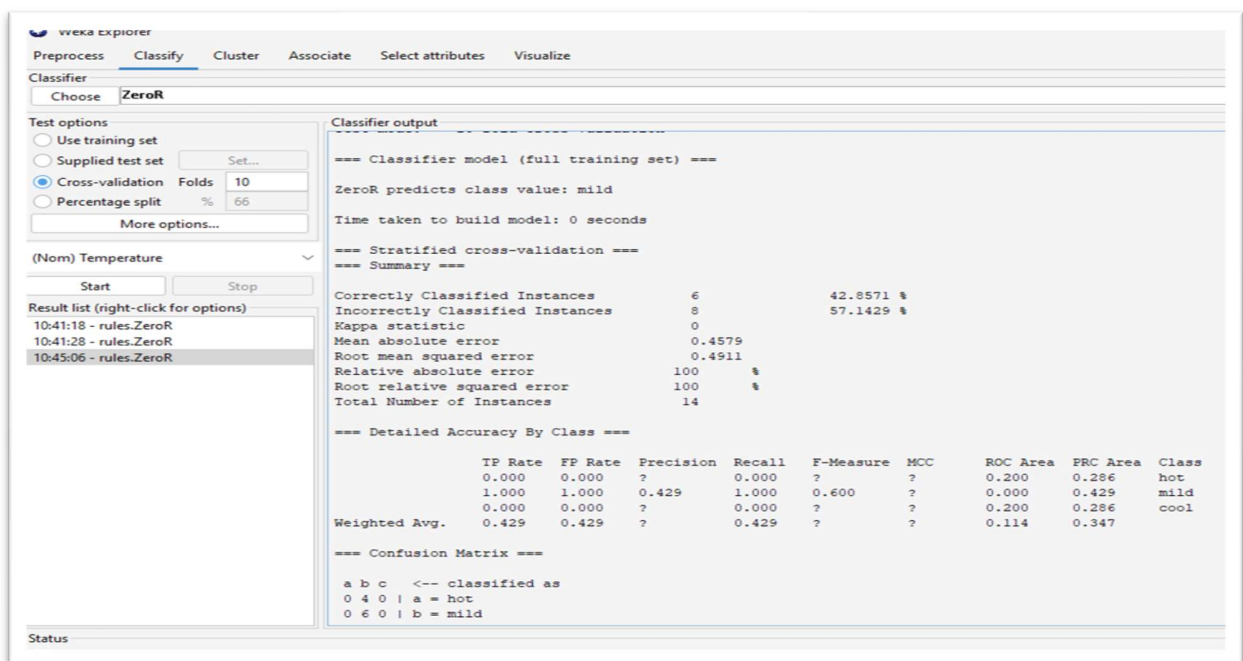 Weka Explorer
Preprocess Classify Cluster Associate Select attributes Visualize
Classifier
Choose ZeroR
Test options
Use training set
Supplied test set Set...
Cross-validation Folds 10
Percentage split % 66
More options...
(Nom) Temperature
Start Stop
Result list (right-click for options)
10:41:18 - rules.ZeroR
10:41:28 - rules.ZeroR
10:45:06 - rules.ZeroR
Classifier output
=== Classifier model (full training set) ===
ZeroR predicts class value: mild
Time taken to build model: 0 seconds
=== Stratified cross-validation ===
=== Summary ===
Correctly Classified Instances 6 42.8571 %
Incorrectly Classified Instances 8 57.1429 %
Kappa statistic 0
Mean absolute error 0.4579
Root mean squared error 0.4911
Relative absolute error 100 %
Root relative squared error 100 %
Total Number of Instances 14
=== Detailed Accuracy By Class ===
TP Rate FP Rate Precision Recall F-Measure MCC ROC Area PRC Area Class
0.000 0.000 ? 0.000 ? ? 0.200 0.286 hot
1.000 1.000 0.429 1.000 0.600 ? 0.000 0.429 mild
0.000 0.000 ? 0.000 ? ? 0.200 0.286 cool
Weighted Avg. 0.429 0.429 ? 0.429 ? ? 0.114 0.347
=== Confusion Matrix ===
a b c <-- classified as
0 4 0 | a = hot
0 6 0 | b = mild
Status